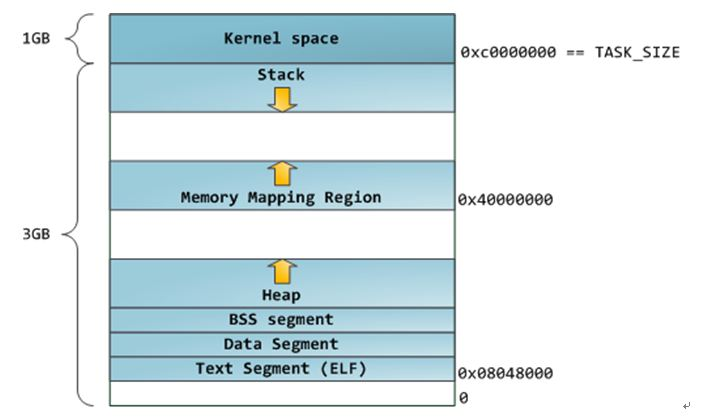 1GB
Kernel space
0xc0000000 == TASK_SIZE
Stack
Memory Mapping Region
0x40000000
3GB
Heap
BSS segment
Data Segment
Text Segment (ELF)
0x08048000
0